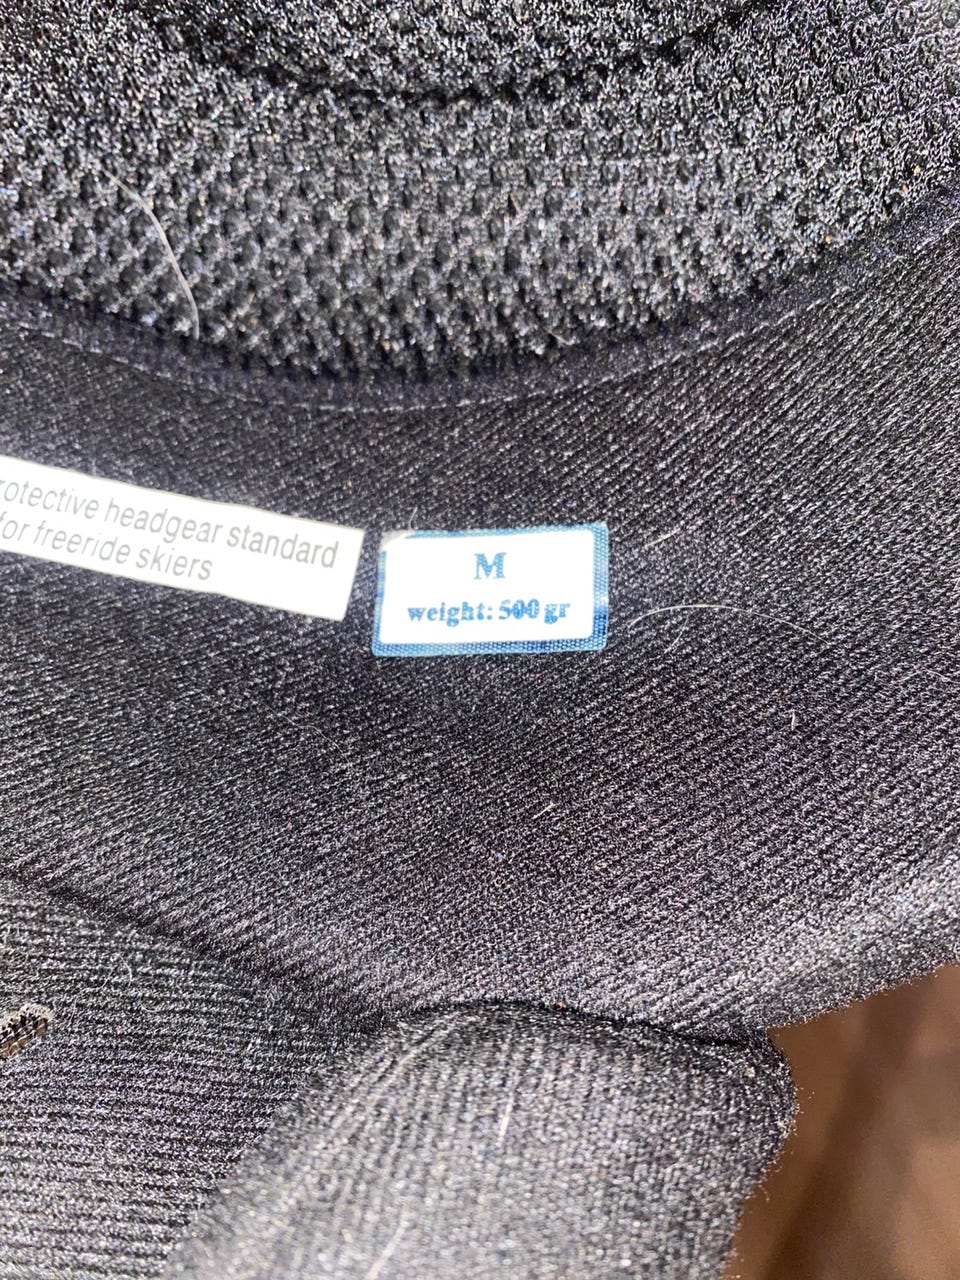 rotective headgear standard
for freeride skiers
M
weight: 500 gr